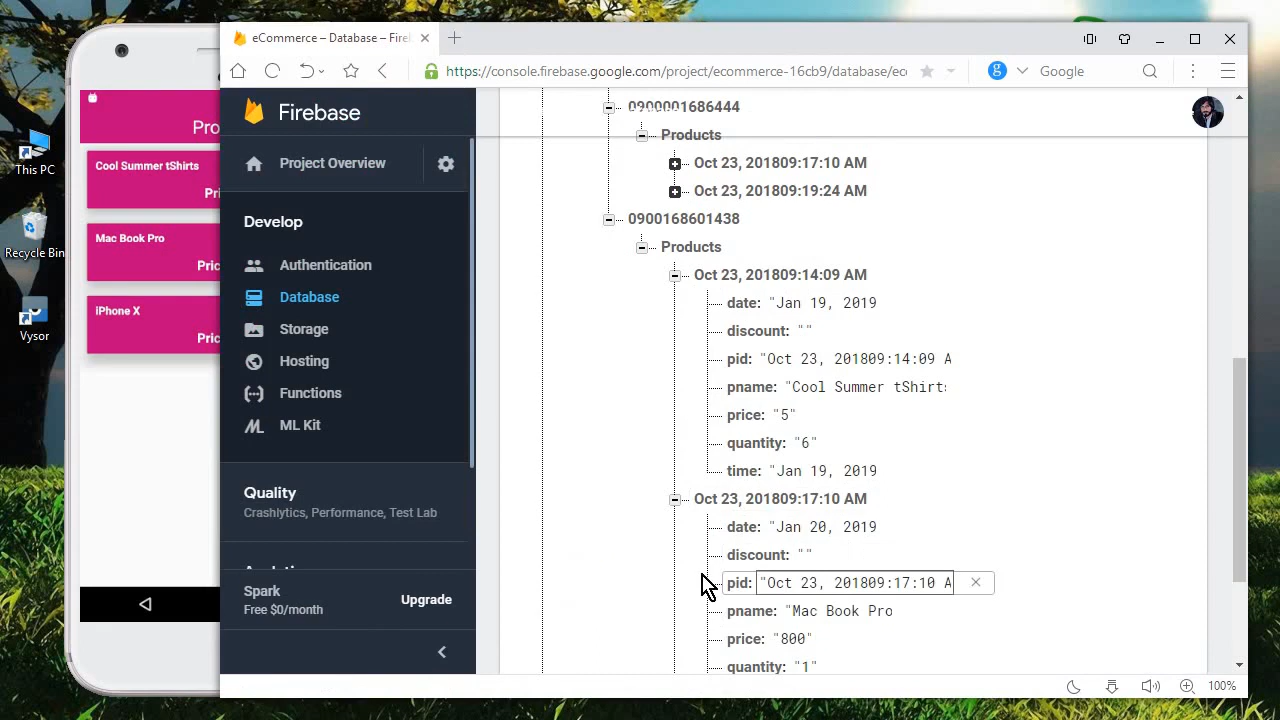 eCommerce – Database – Fire
https://console.firebase.google.com/project/ecommerce-16cb9/database/ec
Google
Firebase
Project Overview
Develop
Authentication
Database
Storage
Hosting
Functions
ML Kit
Quality
Crashlytics, Performance, Test Lab
Spark
Free $0/month
Upgrade
0900001686444
Products
Oct 23, 201809:17:10 AM
Oct 23, 201809:19:24 AM
0900168601438
Products
Oct 23, 201809:14:09 AM
date: "Jan 19, 2019
discount: ""
pid: "Oct 23, 201809:14:09 A
pname: "Cool Summer tShirts
price: "5"
quantity: "6"
time: "Jan 19, 2019
Oct 23, 201809:17:10 AM
date: "Jan 20, 2019
discount: ""
pid: "Oct 23, 201809:17:10 A
pname: "Mac Book Pro
price: "800"
quantity: "1"
Pro
Cool Summer tShirts
Pri
Mac Book Pro
Pric
iPhone X
Pric
This PC
Recycle Bin
Vysor
100%